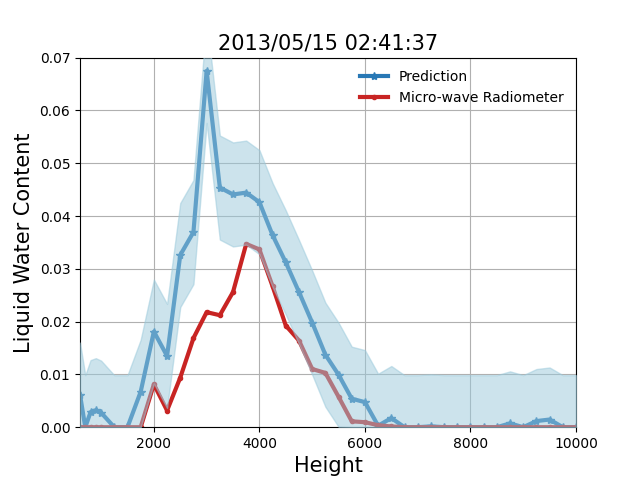 2013/05/15 02:41:37
Prediction
Micro-wave Radiometer
Liquid Water Content
0.07
0.06
0.05
0.04
0.03
0.02
0.01
0.00
2000 4000 6000 8000 10000
Height